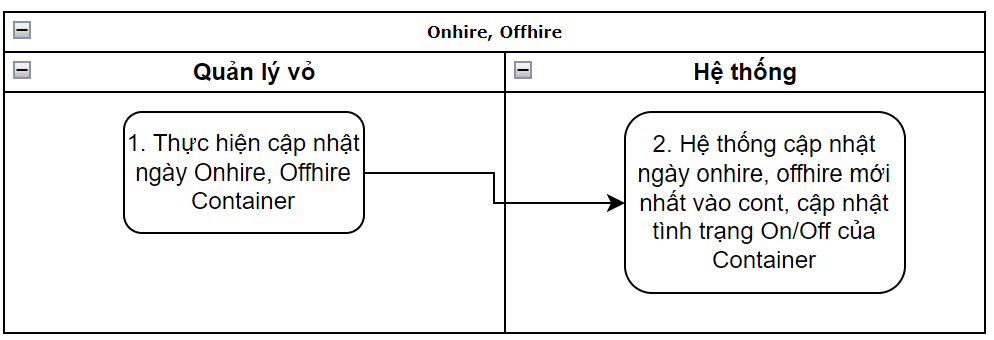 Onhire, Offhire
Quản lý vỏ
Hệ thống
1. Thực hiện cập nhật
ngày Onhire, Offhire
Container
2. Hệ thống cập nhật
ngày onhire, offhire mới
nhất vào cont, cập nhật
tình trạng On/Off của
Container